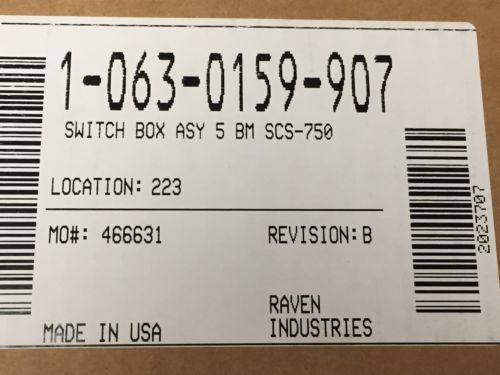 1-063-0159-907
SWITCH BOX ASY 5 BM SCS-750
LOCATION: 223
MO#: 466631
REVISION: B
2023707
RAVEN
INDUSTRIES
MADE IN USA